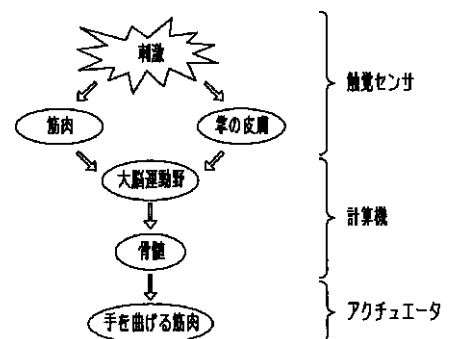 刺激
触覚センサ
筋肉
掌の皮膚
大脳運動野
計算機
骨髄
手を曲げる筋肉
アクチュエータ